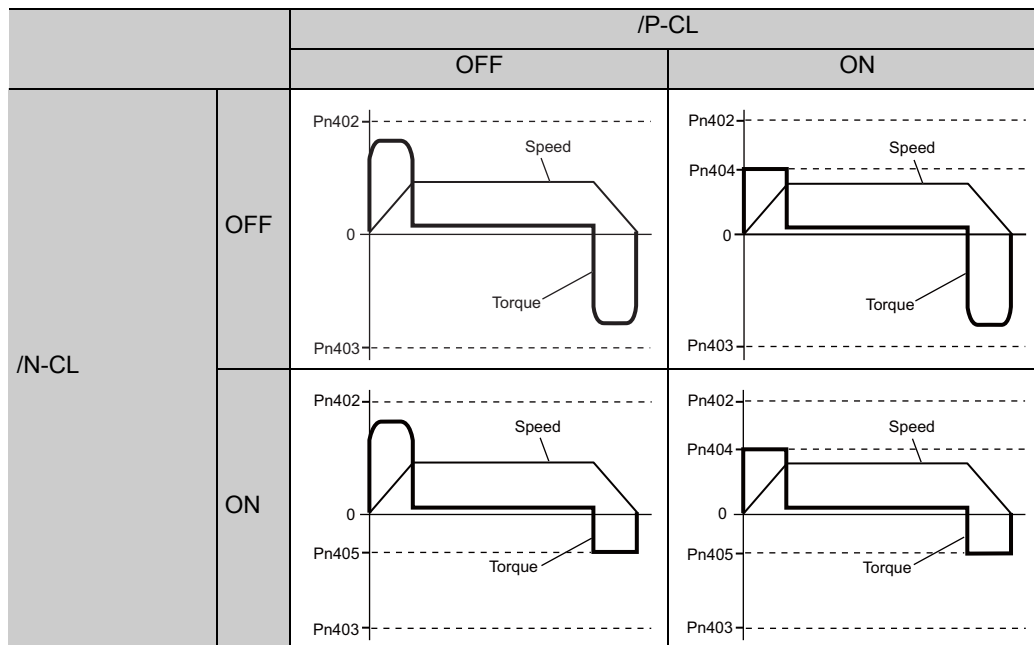 /P-CL
OFF
ON
/N-CL
OFF
Pn402
Speed
0
Torque
Pn403
Pn402
Speed
Pn404
0
Torque
Pn403
ON
Pn402
Speed
0
Pn405
Torque
Pn403
Pn402
Speed
Pn404
0
Pn405
Torque
Pn403